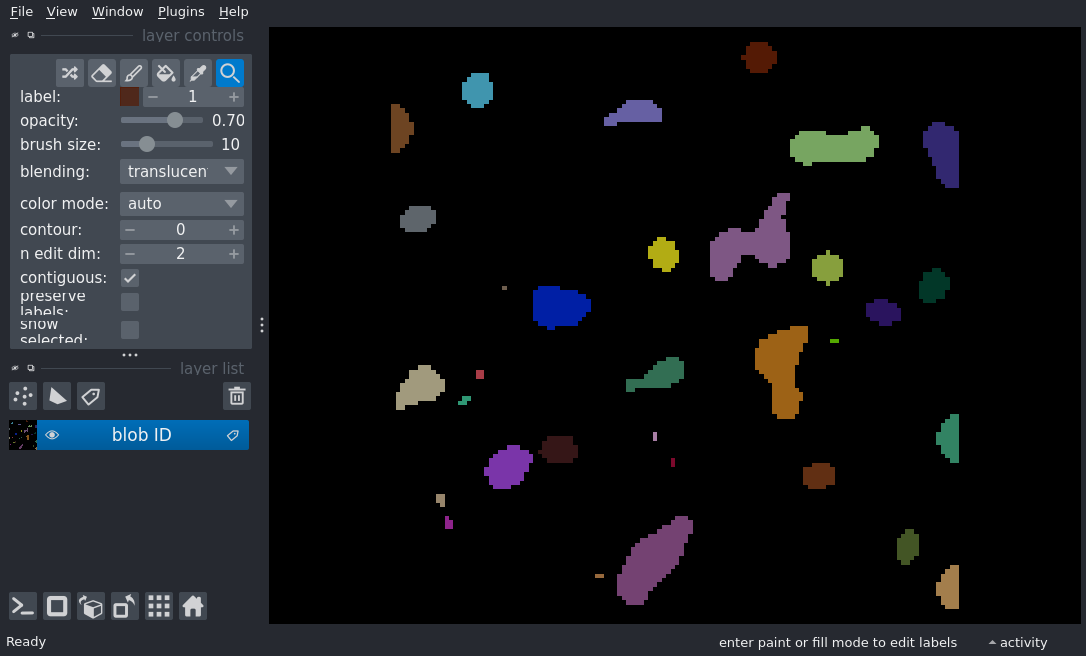 File View Window Plugins Help
layer controls
label: 1
opacity: 0.70
brush size: 10
blending: translucen
color mode: auto
contour: 0
n edit dim: 2
contiguous:
preserve
labels:
show
selected:
layer list
blob ID
Ready
enter paint or fill mode to edit labels
activity